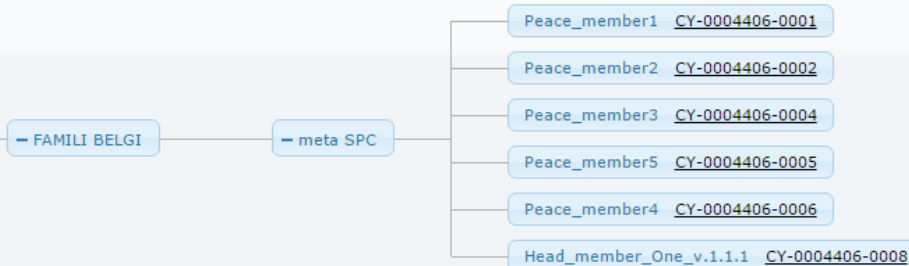 Peace_member1 CY-0004406-0001
Peace_member2 CY-0004406-0002
Peace_member3 CY-0004406-0004
FAMILI BELGI
meta SPC
Peace_member5 CY-0004406-0005
Peace_member4 CY-0004406-0006
Head_member_One_v.1.1.1 CY-0004406-0008